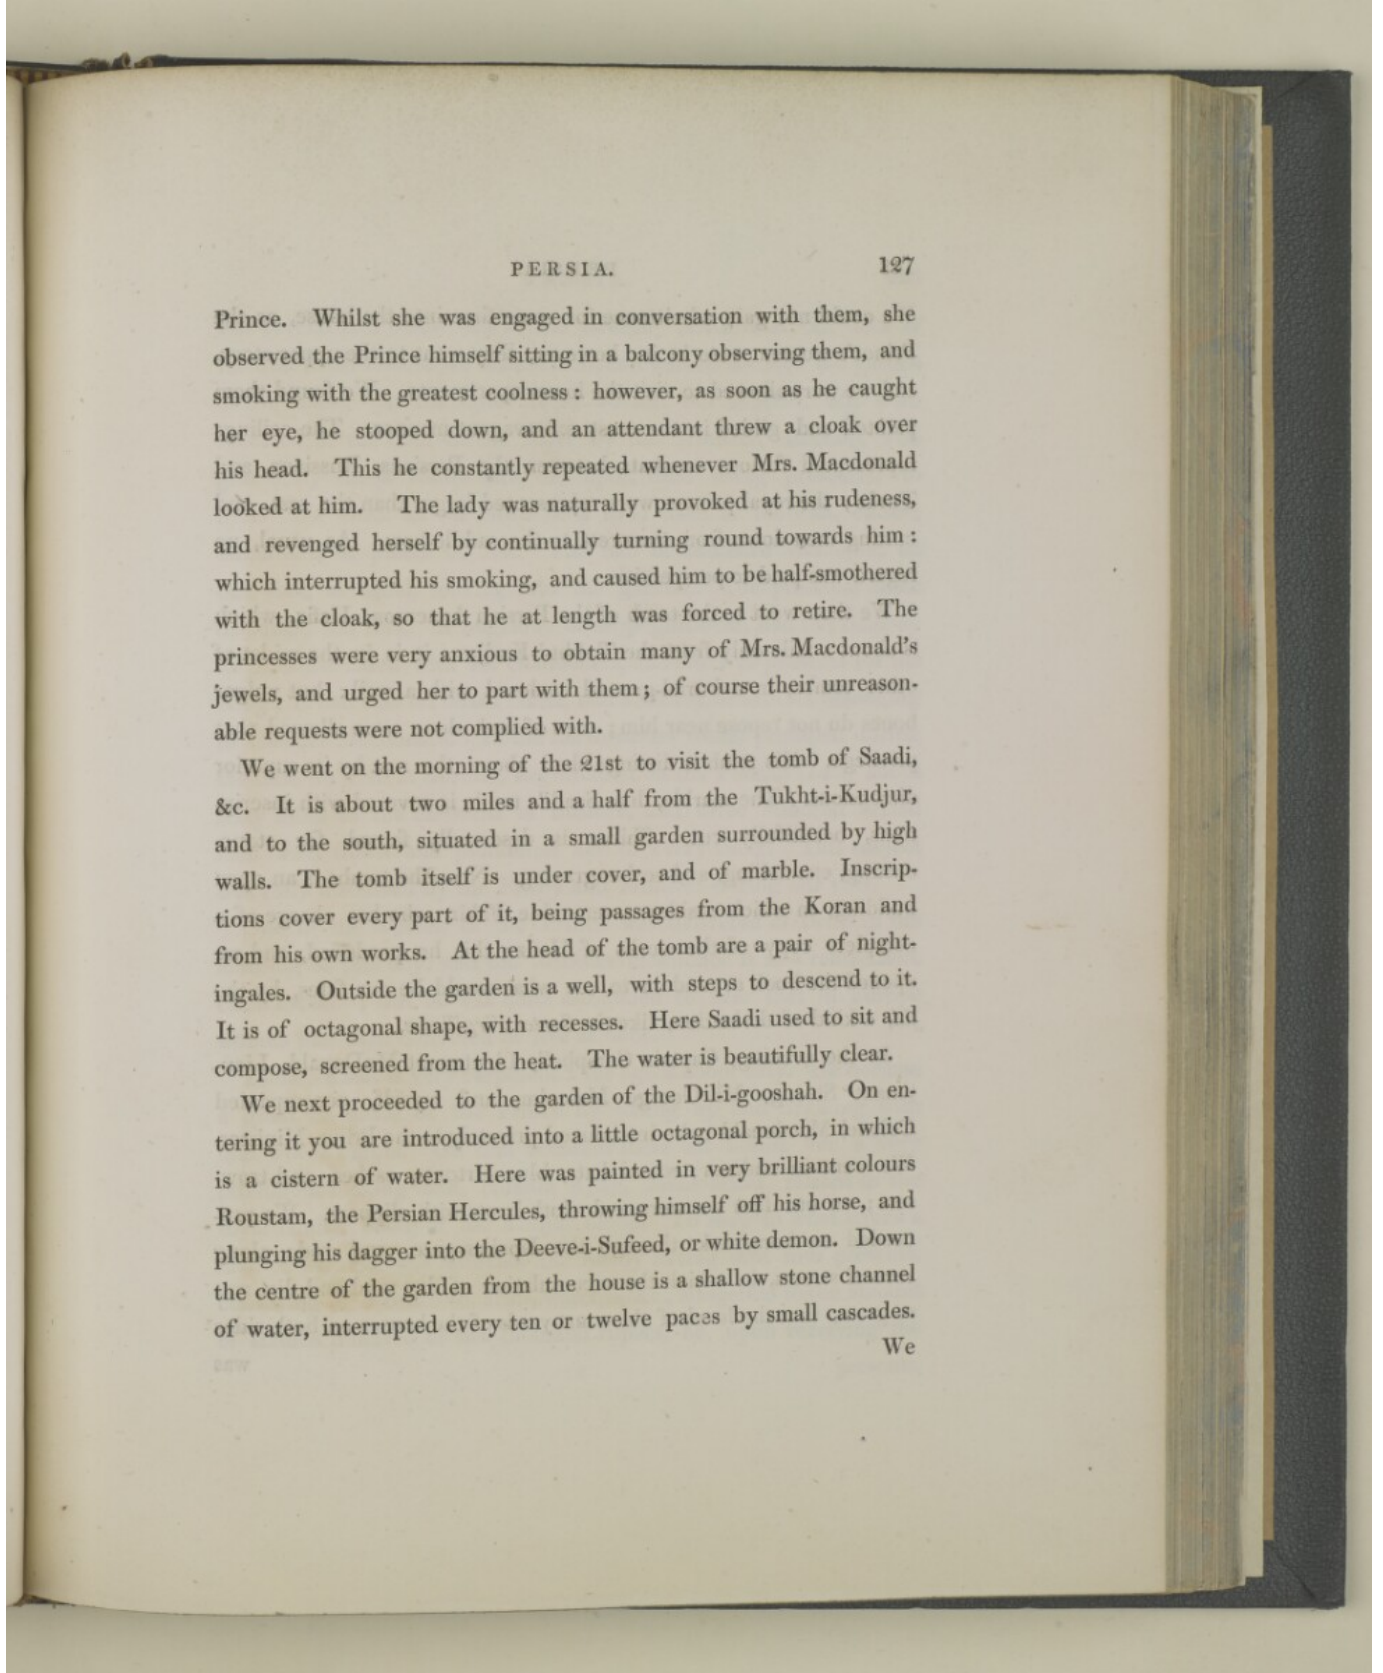 PERSIA. 127
Prince. Whilst she was engaged in conversation with them, she
observed the Prince himself sitting in a balcony observing them, and
smoking with the greatest coolness : however, as soon as he caught
her eye, he stooped down, and an attendant threw a cloak over
his head. This he constantly repeated whenever Mrs. Macdonald
looked at him. The lady was naturally provoked at his rudeness,
and revenged herself by continually turning round towards him :
which interrupted his smoking, and caused him to be half-smothered
with the cloak, so that he at length was forced to retire. The
princesses were very anxious to obtain many of Mrs. Macdonald's
jewels, and urged her to part with them ; of course their unreason-
able requests were not complied with.
We went on the morning of the 21st to visit the tomb of Saadi,
&c. It is about two miles and a half from the Tukht-i-Kudjur,
and to the south, situated in a small garden surrounded by high
walls. The tomb itself is under cover, and of marble. Inscrip-
tions cover every part of it, being passages from the Koran and
from his own works. At the head of the tomb are a pair of night-
ingales. Outside the garden is a well, with steps to descend to it.
It is of octagonal shape, with recesses. Here Saadi used to sit and
compose, screened from the heat. The water is beautifully clear.
We next proceeded to the garden of the Dil-i-gooshah. On en-
tering it you are introduced into a little octagonal porch, in which
is a cistern of water. Here was painted in very brilliant colours
Roustam, the Persian Hercules, throwing himself off his horse, and
plunging his dagger into the Deeve-i-Sufeed, or white demon. Down
the centre of the garden from the house is a shallow stone channel
of water, interrupted every ten or twelve paces by small cascades.
We